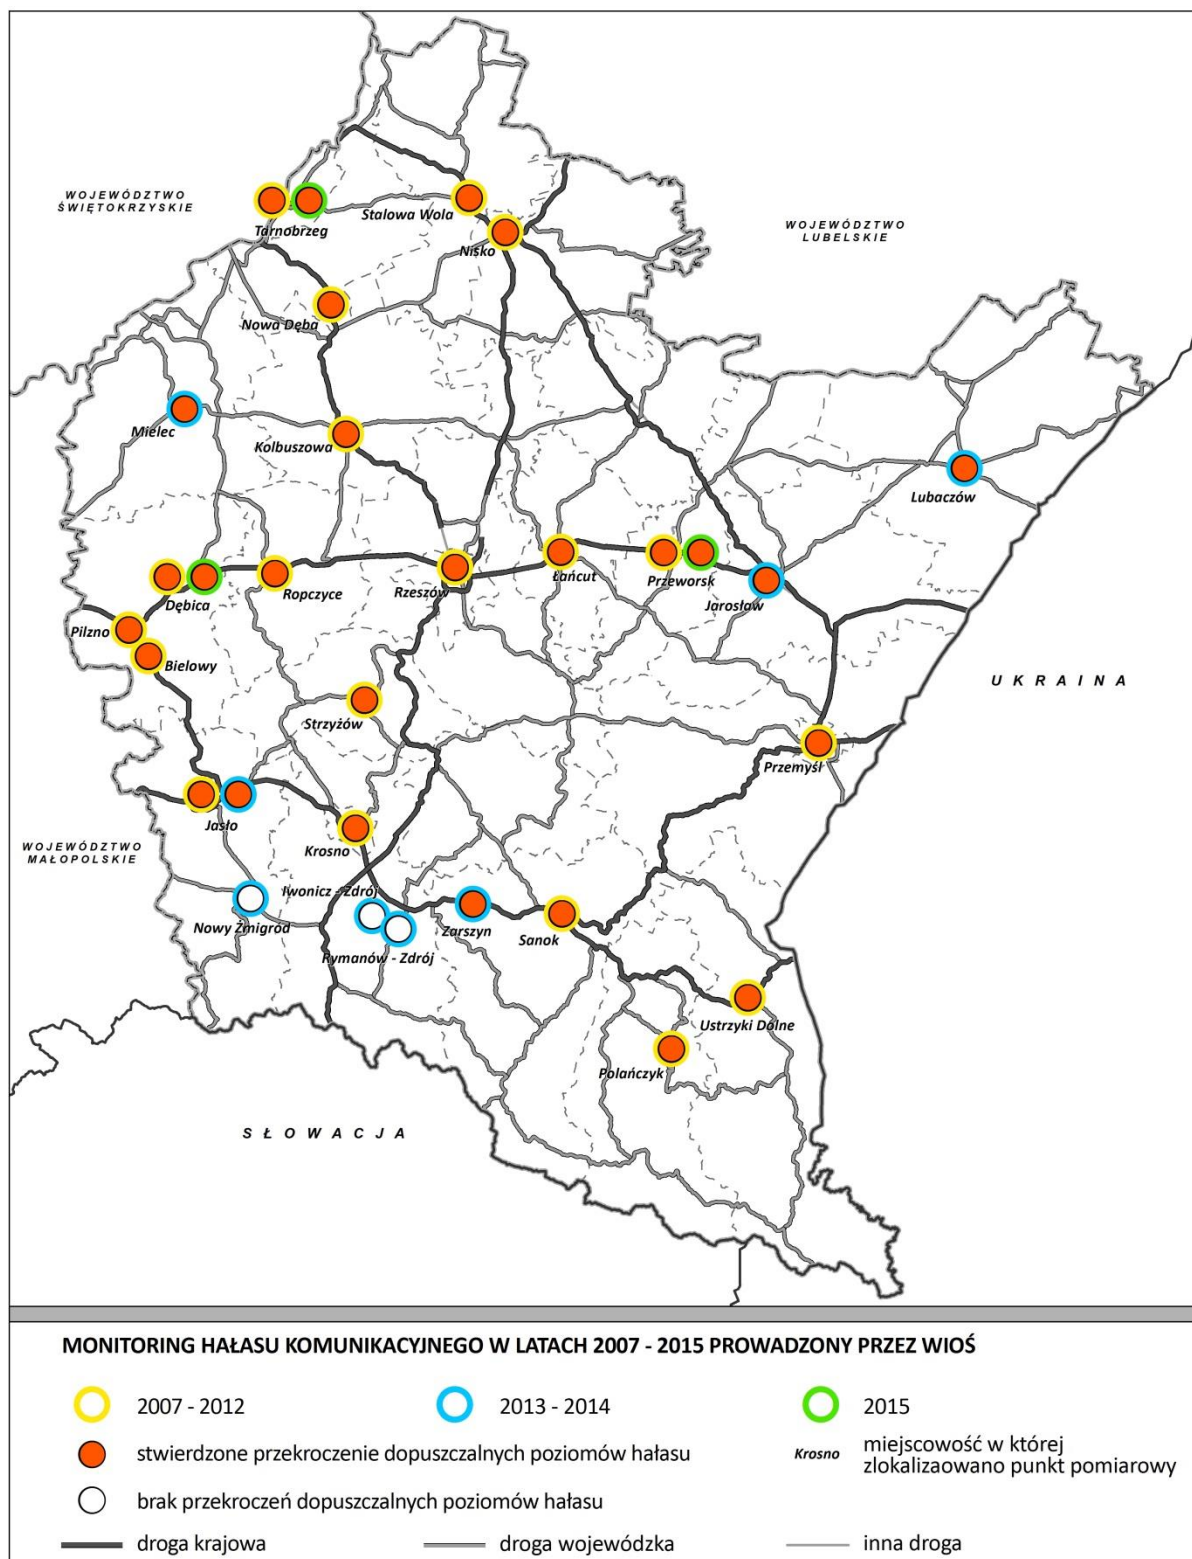 WOJEWÓDZTWO
ŚWIĘTOKRZYSKIE
Tarnobrzeg
Stalowa Wola
Nisko
WOJEWÓDZTWO
LUBELSKIE
Nowa Dęba
Mielec
Kolbuszowa
Lubaczów
Dębica
Ropczyce
Rzeszów
Łańcut
Przeworsk
Jarosław
Pilzno
Bielowy
UKRAINA
Strzyżów
Przemyśl
Jasło
Krosno
WOJEWÓDZTWO
MAŁOPOLSKIE
Iwonicz - Zdrój
Nowy Żmigród
Rymanów - Zdrój
Zarszyn
Sanok
Ustrzyki Dolne
Polańczyk
SŁOWACJA
MONITORING HAŁASU KOMUNIKACYJNEGO W LATACH 2007 - 2015 PROWADZONY PRZEZ WIOŚ
2007 - 2012
2013 - 2014
2015
stwierdzone przekroczenie dopuszczalnych poziomów hałasu
Krosno
miejscowość w której
zlokalizaowano punkt pomiarowy
brak przekroczeń dopuszczalnych poziomów hałasu
droga krajowa
droga wojewódzka
inna droga